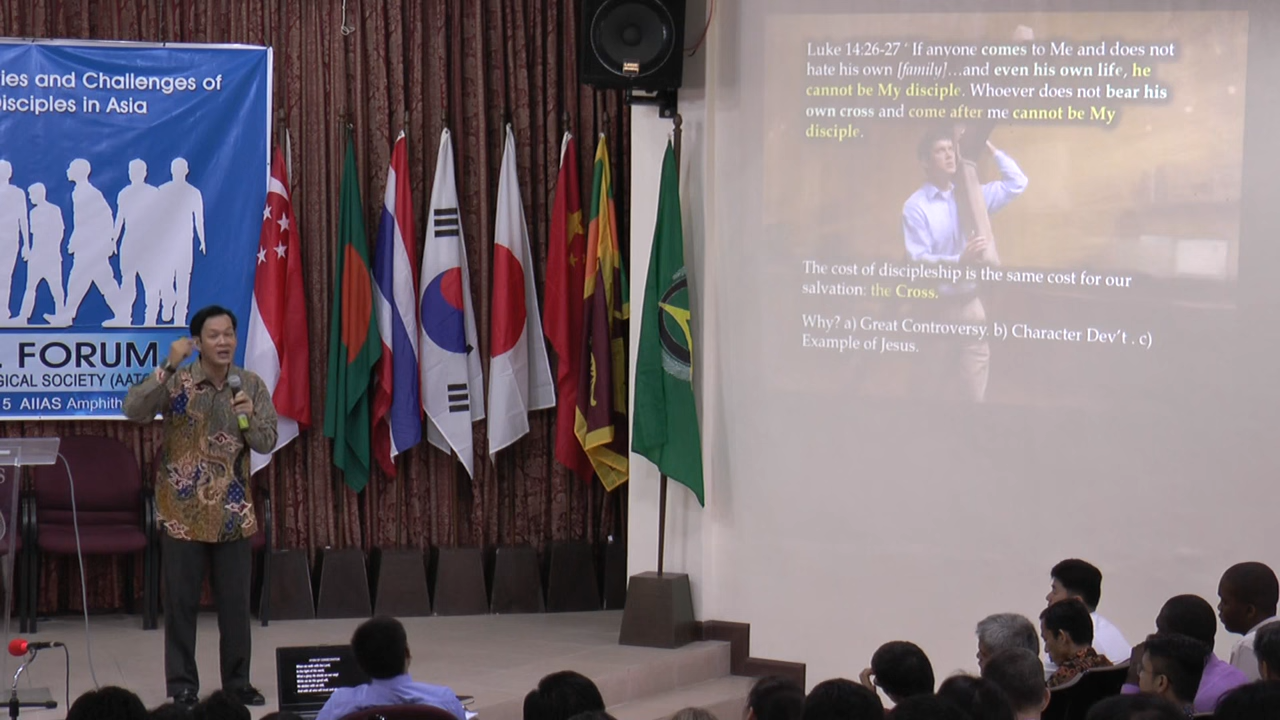 ies and Challenges of
Disciples in Asia
L FORUM
GICAL SOCIETY (AATS
5 AIIAS Amphith
Luke 14:26-27 ' If anyone comes to Me and does not
hate his own [family]…and even his own life, he
cannot be My disciple. Whoever does not bear his
own cross and come after me cannot be My
disciple.
The cost of discipleship is the same cost for our
salvation: the Cross.
Why? a) Great Controversy. b) Character Dev't . c)
Example of Jesus.